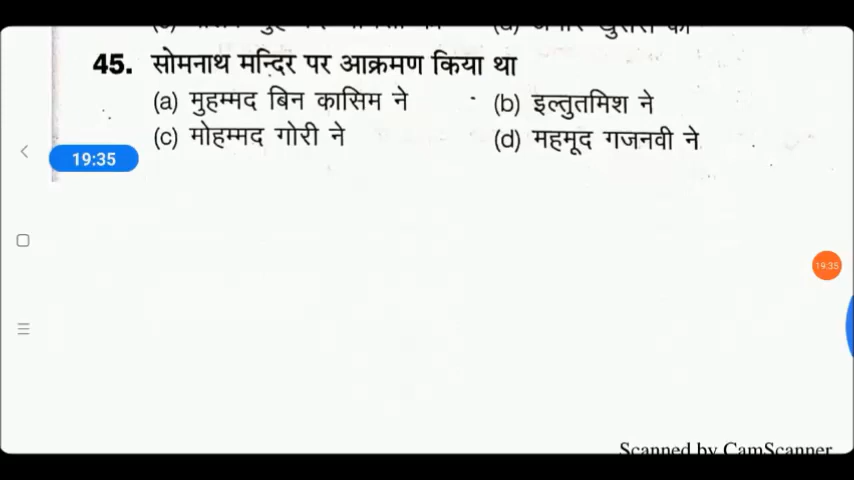 45. सोमनाथ मन्दिर पर आक्रमण किया था
(a) मुहम्मद बिन कासिम ने (b) इल्तुतमिश ने
(c) मोहम्मद गोरी ने (d) महमूद गजनवी ने
19:35
19:35
Scanned by CamScanner